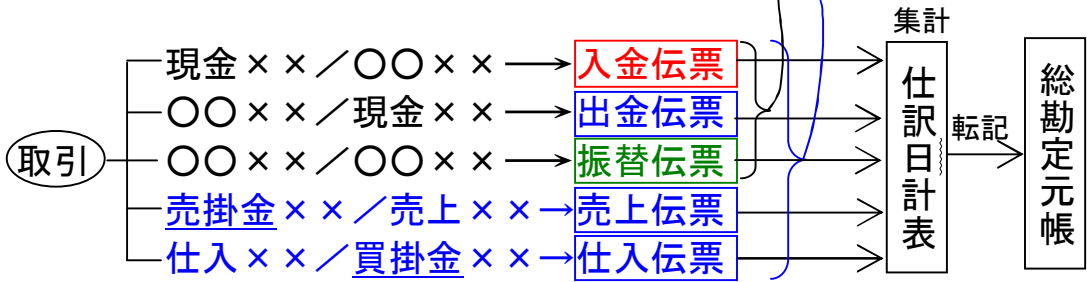 集計
現金××／〇〇××→入金伝票
〇〇××／現金××→出金伝票
取引
〇〇××／〇〇××→振替伝票
売掛金××／売上××→売上伝票
仕入××／買掛金××→仕入伝票
仕訳日計表
転記
総勘定元帳